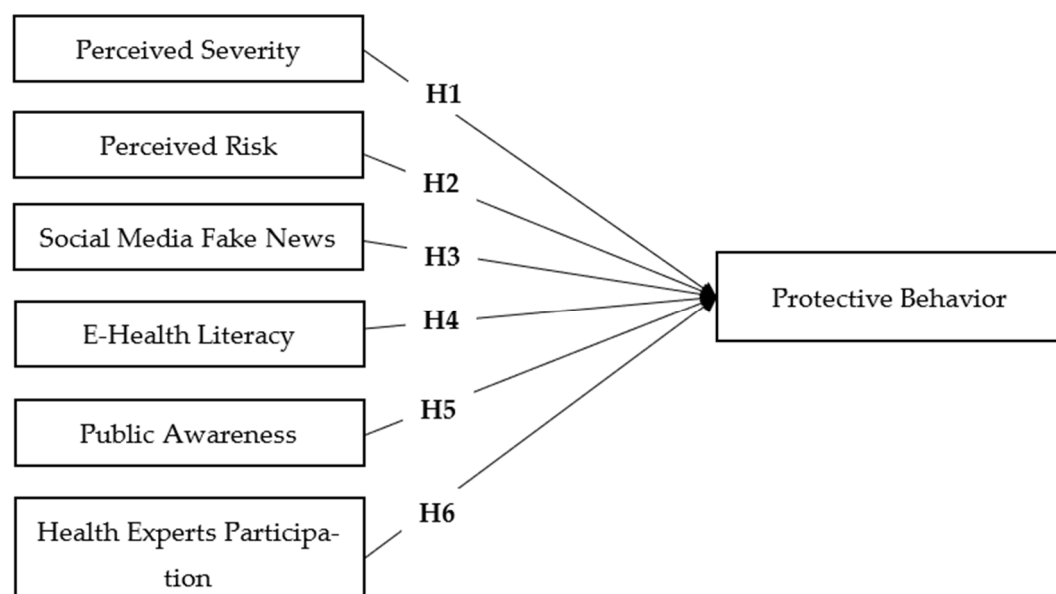 Perceived Severity
H1
Perceived Risk
H2
Social Media Fake News
H3
E-Health Literacy
H4
Public Awareness
H5
Health Experts Participa-
tion
H6
Protective Behavior